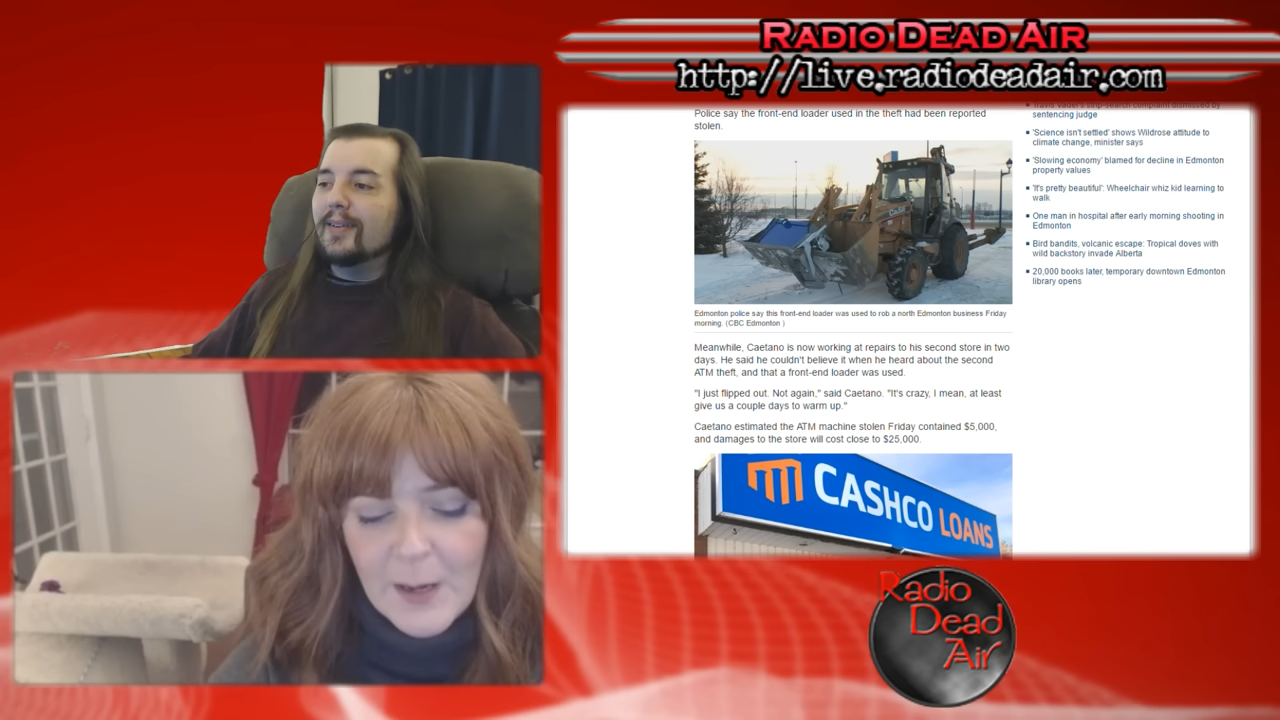 RADIO DEAD AIR
http://live.radiodeadair.com
Police say the front-end loader used in the theft had been reported
stolen.
Edmonton police say this front-end loader was used to rob a north Edmonton business Friday
morning. (CBC Edmonton )
Meanwhile, Caetano is now working at repairs to his second store in two
days. He said he couldn't believe it when he heard about the second
ATM theft, and that a front-end loader was used.
"I just flipped out. Not again," said Caetano. "It's crazy, I mean, at least
give us a couple days to warm up."
Caetano estimated the ATM machine stolen Friday contained $5,000,
and damages to the store will cost close to $25,000.
CASHCO LOANS
Travis Vader's strip-search complaint dismissed by
sentencing judge
'Science isn't settled' shows Wildrose attitude to
climate change, minister says
'Slowing economy' blamed for decline in Edmonton
property values
'It's pretty beautiful': Wheelchair whiz kid learning to
walk
One man in hospital after early morning shooting in
Edmonton
Bird bandits, volcanic escape: Tropical doves with
wild backstory invade Alberta
20,000 books later, temporary downtown Edmonton
library opens
Radio
Dead
Air